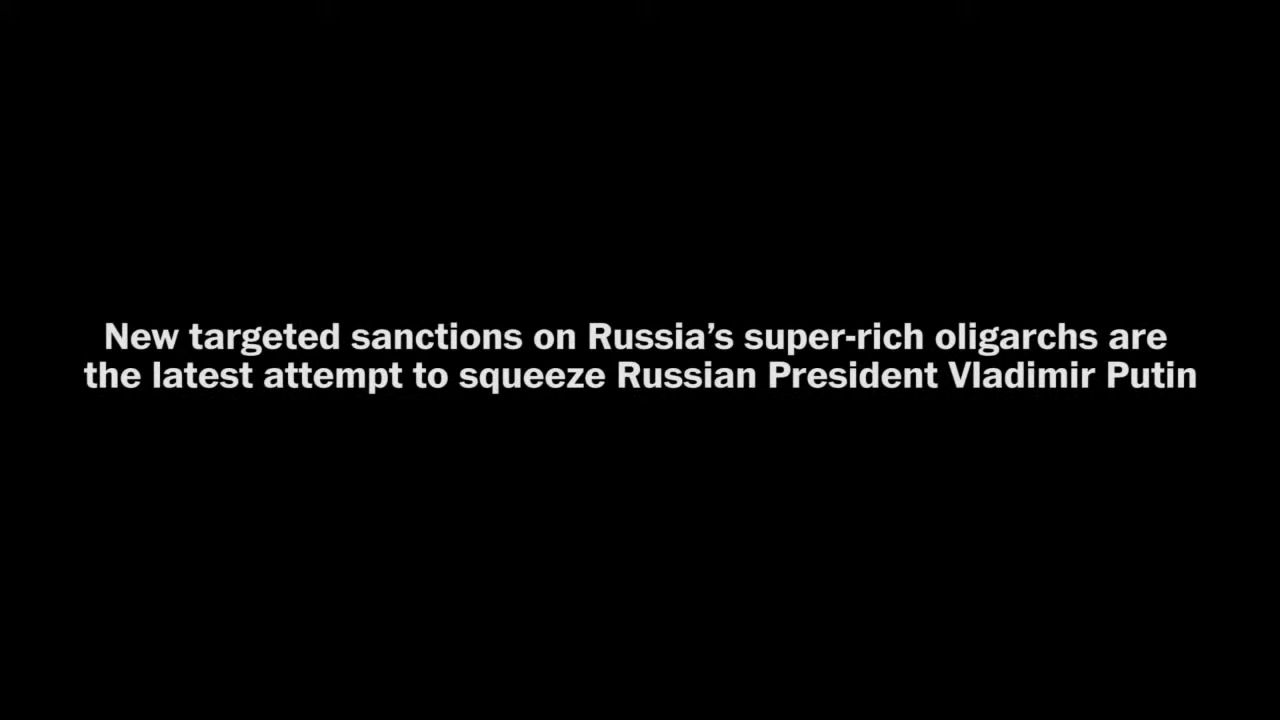 New targeted sanctions on Russia’s super-rich oligarchs are
the latest attempt to squeeze Russian President Vladimir Putin